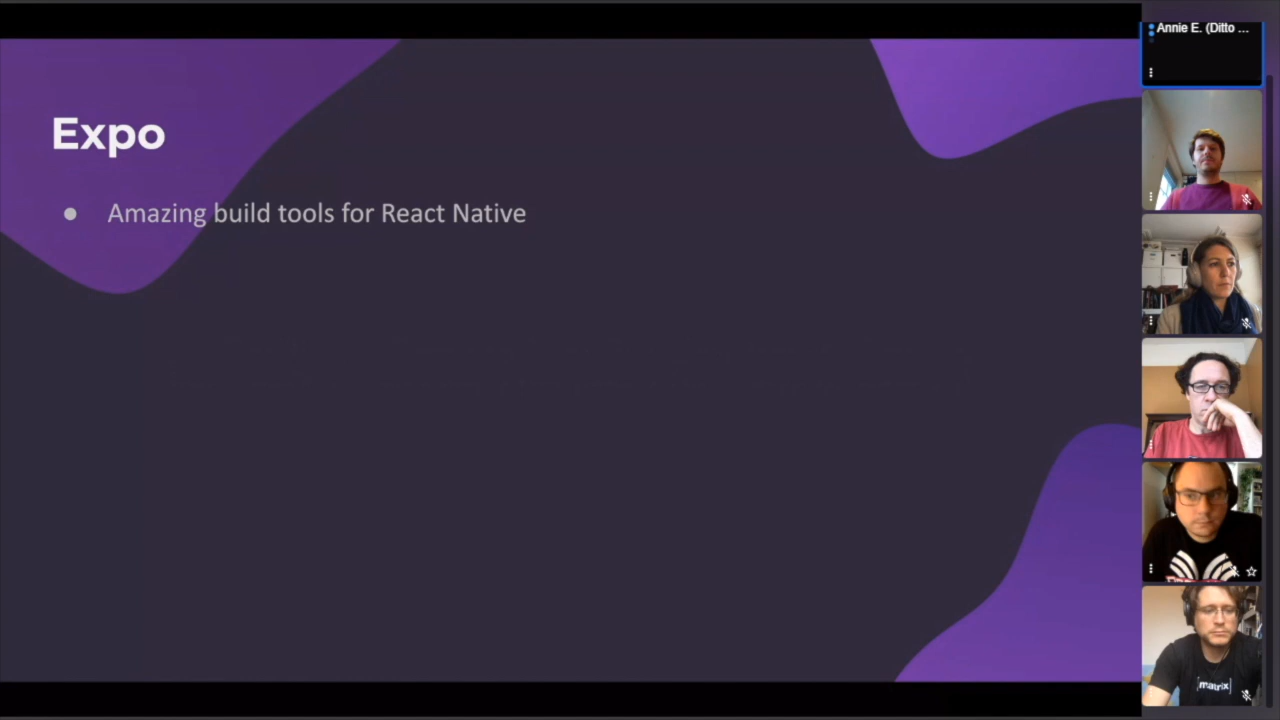 Annie E. (Ditto ...
Expo
● Amazing build tools for React Native
[matrix]